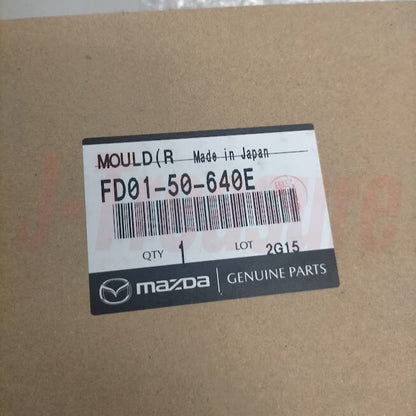 MOULD(R Made in Japan
FD01-50-640E
QTY 1 LOT 2G15
mazda GENUINE PARTS